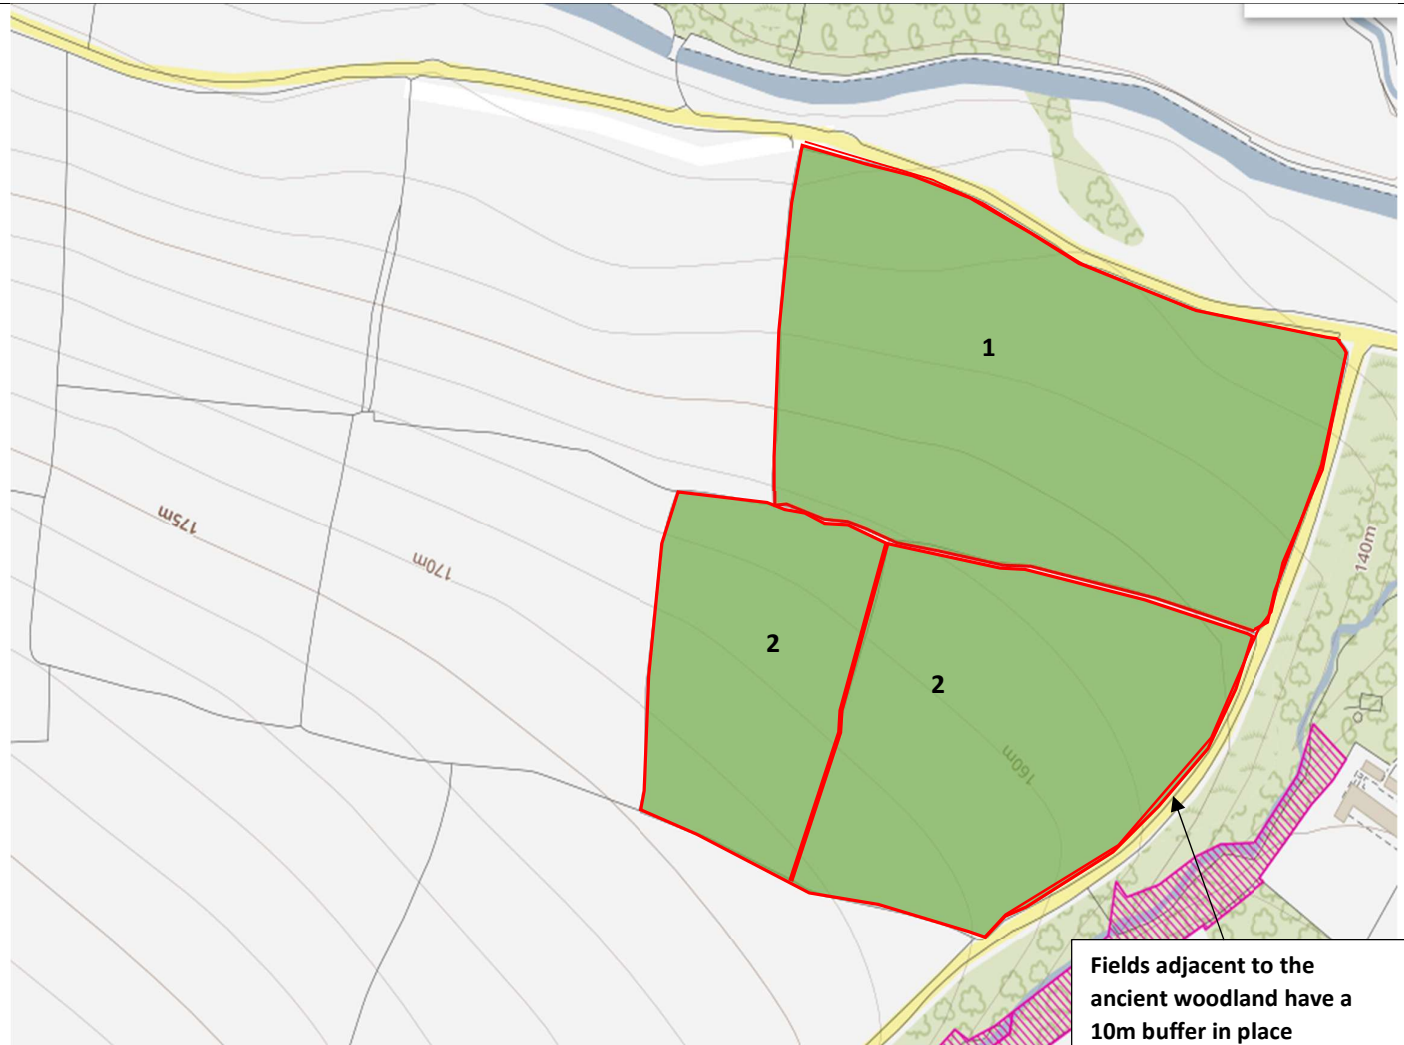 1
140m
175m
170m
2
2
160m
Fields adjacent to the
ancient woodland have a
10m buffer in place